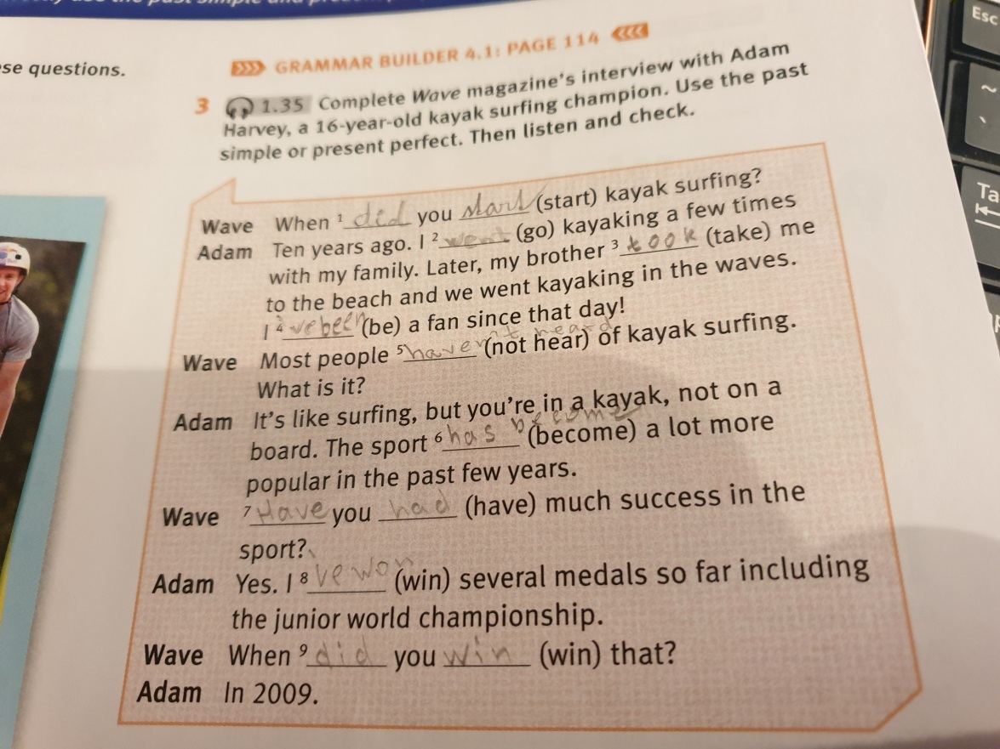 se questions.
GRAMMAR BUILDER 4.1: PAGE 114
3 1.35 Complete Wave magazine's interview with Adam
Harvey, a 16-year-old kayak surfing champion. Use the past
simple or present perfect. Then listen and check.
Wave When ¹ did you start (start) kayak surfing?
Adam Ten years ago. I ² went (go) kayaking a few times
with my family. Later, my brother ³ took (take) me
to the beach and we went kayaking in the waves.
I ⁴ 've been (be) a fan since that day!
Wave Most people ⁵ haven't heard (not hear) of kayak surfing.
What is it?
Adam It's like surfing, but you're in a kayak, not on a
board. The sport ⁶ has become (become) a lot more
popular in the past few years.
Wave ⁷ Have you had (have) much success in the
sport?
Adam Yes. I ⁸ 've won (win) several medals so far including
the junior world championship.
Wave When ⁹ did you win (win) that?
Adam In 2009.
Esc
~
Ta